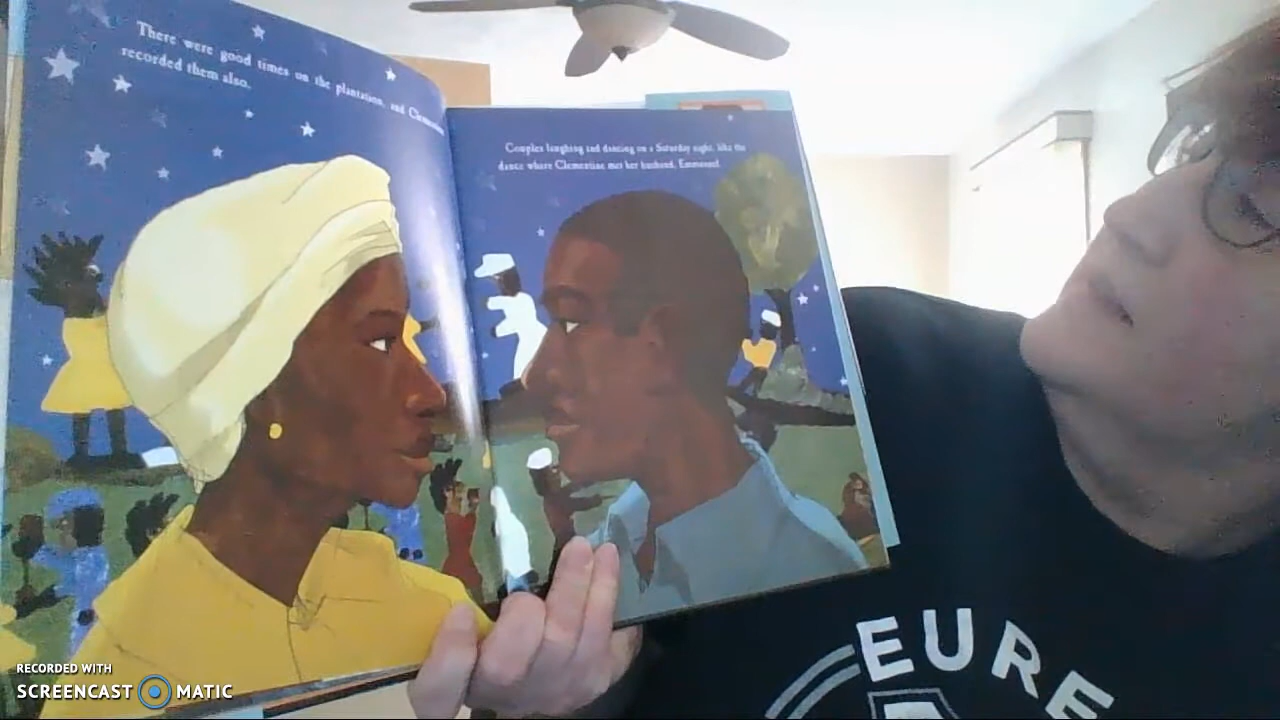 There were good times on the plantation, and Clementine
recorded them also.
Couples laughing and dancing on a Saturday night, like the
dance where Clementine met her husband, Emmanuel.
EURE
RECORDED WITH
SCREENCAST MATIC